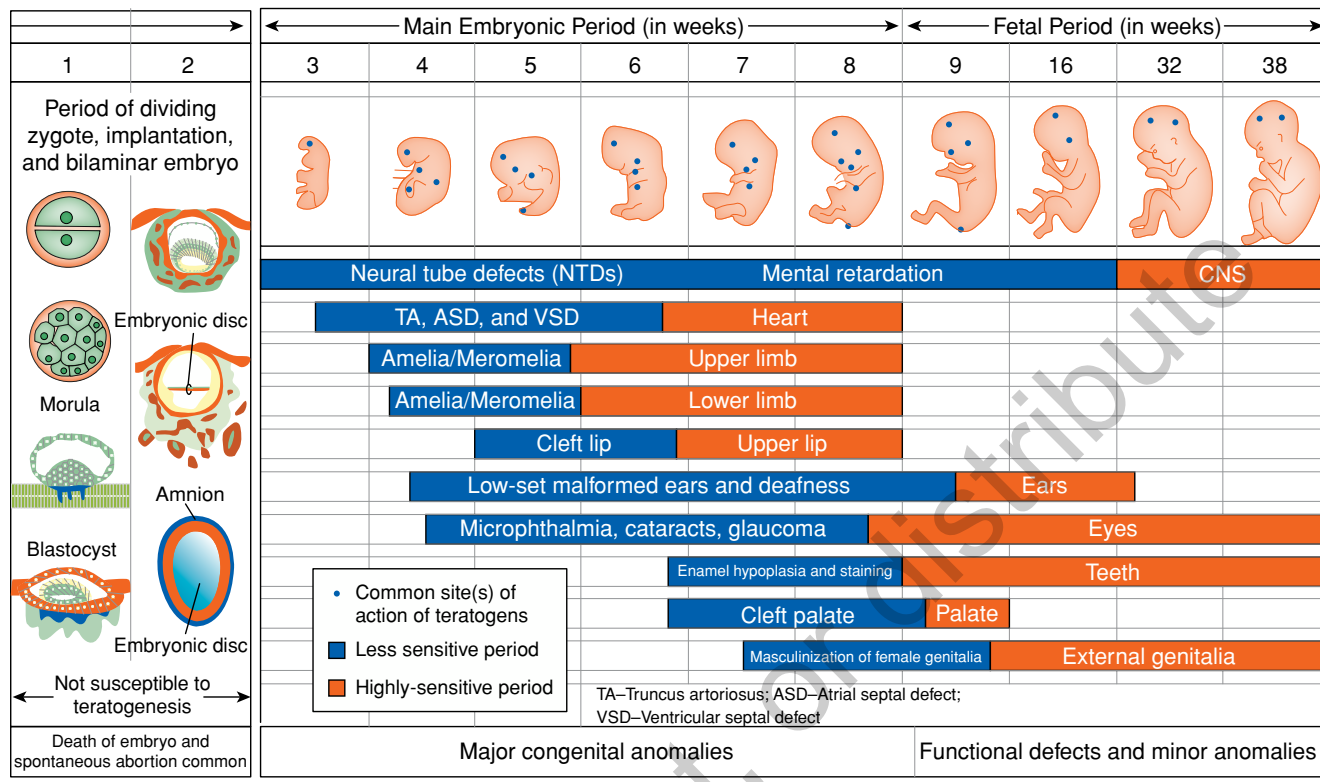 Main Embryonic Period (in weeks)
Fetal Period (in weeks)
1
2
3
4
5
6
7
8
9
16
32
38
Period of dividing
zygote, implantation,
and bilaminar embryo
Embryonic disc
Morula
Amnion
Blastocyst
Embryonic disc
Not susceptible to
teratogenesis
Death of embryo and
spontaneous abortion common
Neural tube defects (NTDs)
Mental retardation
CNS
TA, ASD, and VSD
Heart
Amelia/Meromelia
Upper limb
Amelia/Meromelia
Lower limb
Cleft lip
Upper lip
Low-set malformed ears and deafness
Ears
Microphthalmia, cataracts, glaucoma
Eyes
Enamel hypoplasia and staining
Teeth
Cleft palate
Palate
Masculinization of female genitalia
External genitalia
Common site(s) of
action of teratogens
Less sensitive period
Highly-sensitive period
TA–Truncus artoriosus; ASD–Atrial septal defect;
VSD–Ventricular septal defect
Major congenital anomalies
Functional defects and minor anomalies
t, or distribute